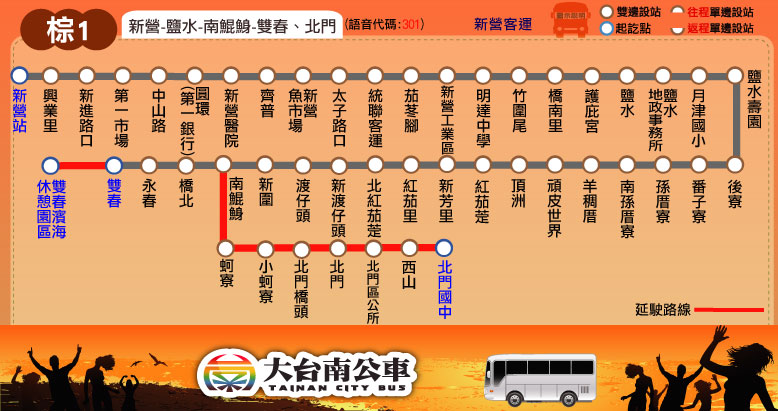 棕1
新營-鹽水-南鯤鯓-雙春、北門
(語音代碼:301)
新營客運
雙邊設站
起訖點
往程單邊設站
返程單邊設站
新營站
興業里
新進路口
第一市場
中山路
圓環
(第一銀行)
新營醫院
齊普
新營
魚市場
太子路口
統聯客運
茄苳腳
新營工業區
明達中學
竹圍尾
橋南里
護庇宮
鹽水
鹽水
地政事務所
月津國小
鹽水壽園
雙春濱海
休憩園區
雙春
永春
橋北
南鯤鯓
新圍
渡仔頭
新渡仔頭
北紅茄萣
紅茄里
新芳里
紅茄萣
頂洲
頑皮世界
羊稠厝
南孫厝寮
孫厝寮
番子寮
後寮
蚵寮
小蚵寮
北門橋頭
北門
北門區公所
西山
北門國中
延駛路線
大台南公車
TAINAN CITY BUS